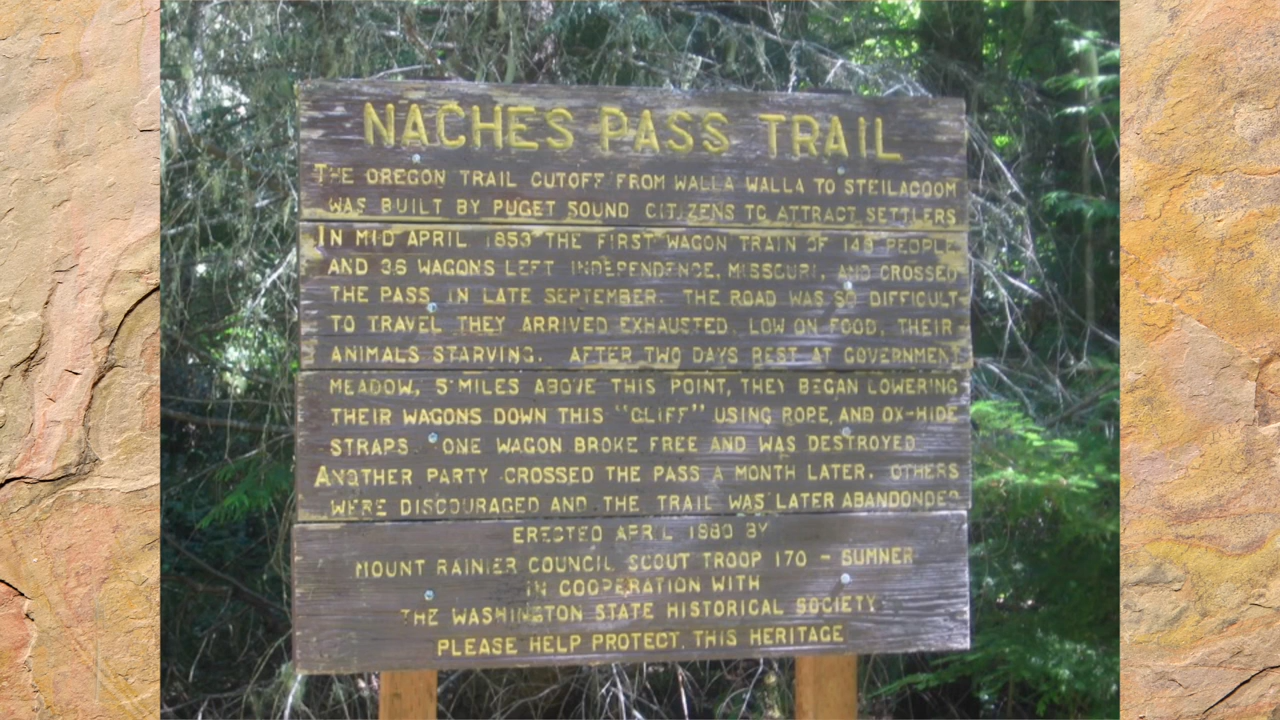 NACHES PASS TRAIL
THE OREGON TRAIL CUTOFF FROM WALLA WALLA TO STEILACOOM
WAS BUILT BY PUGET SOUND CITIZENS TO ATTRACT SETTLERS
IN MID APRIL 1853 THE FIRST WAGON TRAIN OF 148 PEOPLE
AND 36 WAGONS LEFT INDEPENDENCE, MISSOURI, AND CROSSED
THE PASS IN LATE SEPTEMBER. THE ROAD WAS SO DIFFICULT
TO TRAVEL THEY ARRIVED EXHAUSTED, LOW ON FOOD, THEIR
ANIMALS STARVING. AFTER TWO DAYS REST AT GOVERNMENT
MEADOW, 5 MILES ABOVE THIS POINT, THEY BEGAN LOWERING
THEIR WAGONS DOWN THIS "CLIFF" USING ROPE, AND OX-HIDE
STRAPS ONE WAGON BROKE FREE AND WAS DESTROYED
ANOTHER PARTY CROSSED THE PASS A MONTH LATER. OTHERS
WERE DISCOURAGED AND THE TRAIL WAS LATER ABANDONDED
ERECTED APRIL 1980 BY
MOUNT RAINIER COUNCIL SCOUT TROOP 170 - SUMNER
IN COOPERATION WITH
THE WASHINGTON STATE HISTORICAL SOCIETY
PLEASE HELP PROTECT THIS HERITAGE